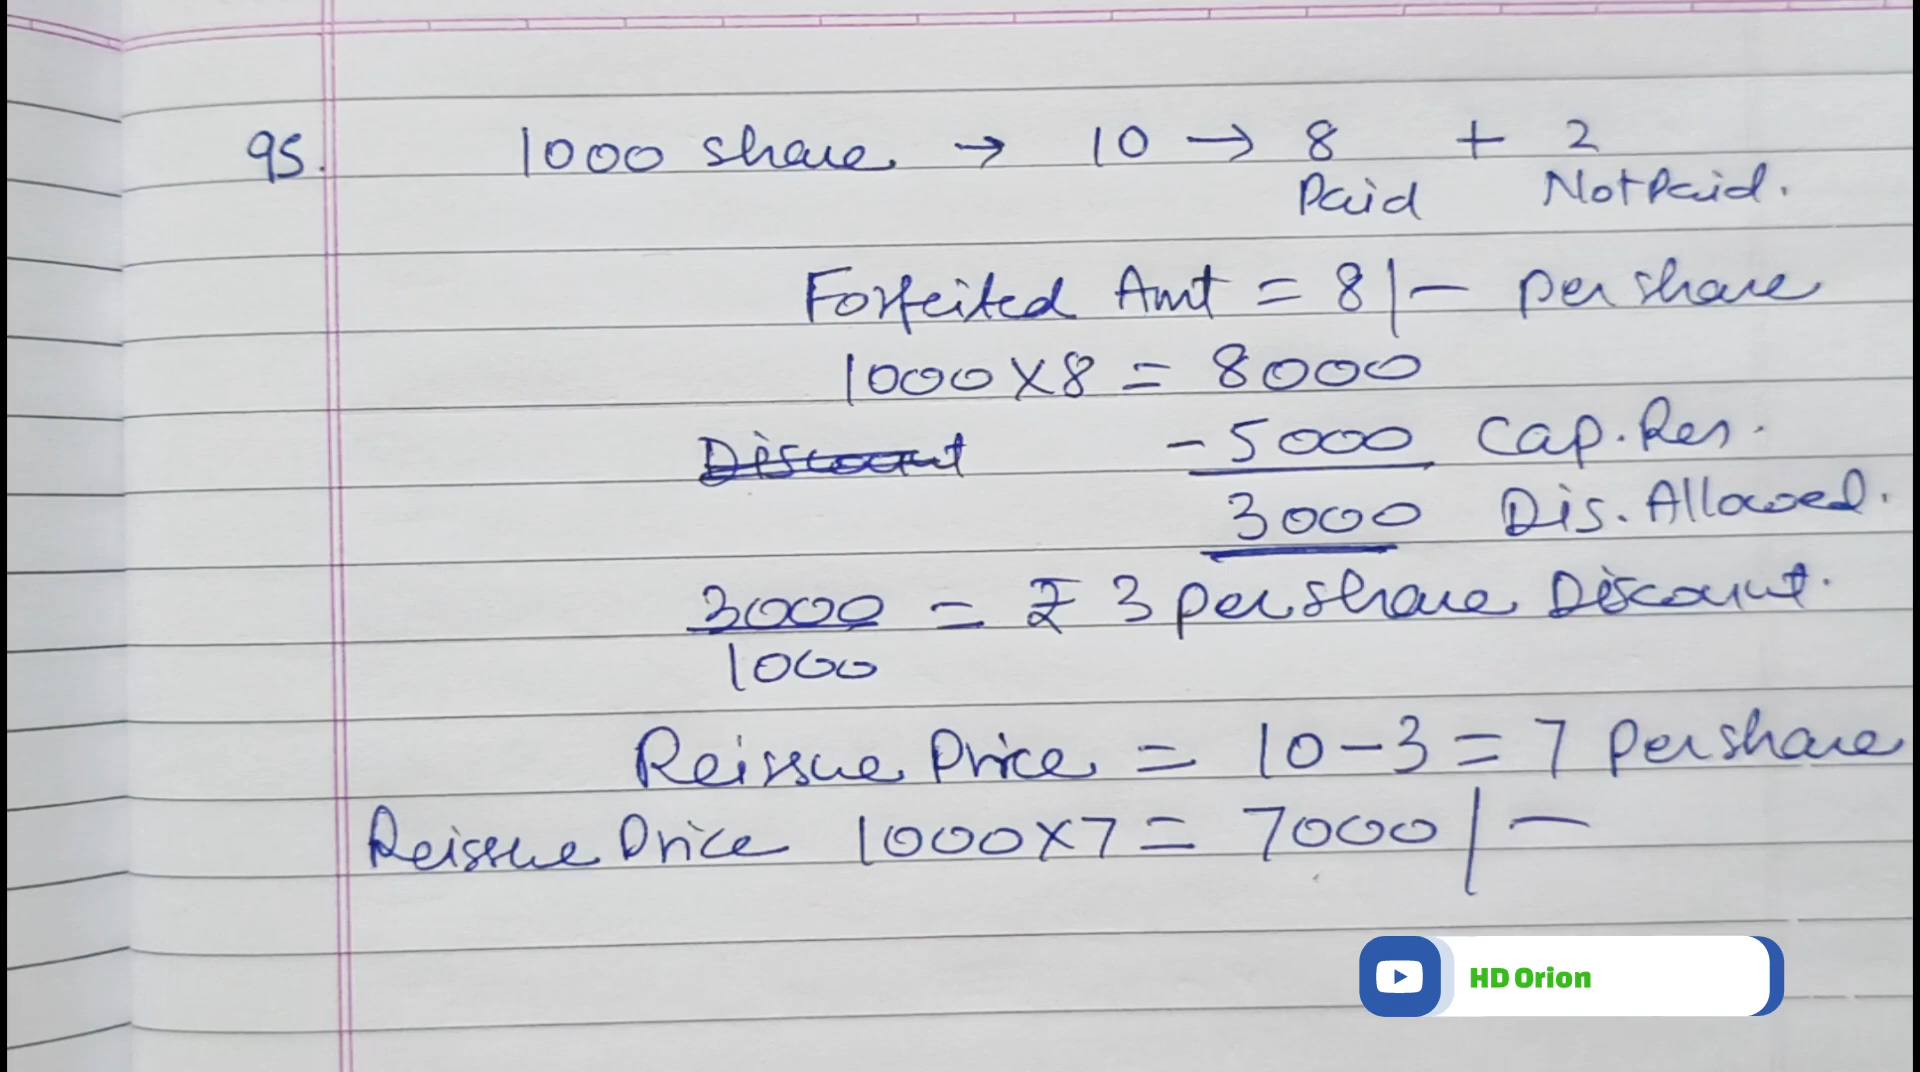 95. 1000 share → 10 → 8 + 2
Paid Not Paid.
Forfeited Amt = 8/- per share
1000 x 8 = 8000
Discount - 5000 Cap. Res.
3000 Dis. Allowed.
3000 = ₹ 3 per share Discount.
1000
Reissue Price = 10 - 3 = 7 Per share
Reissue Price 1000 x 7 = 7000/-
HD Orion